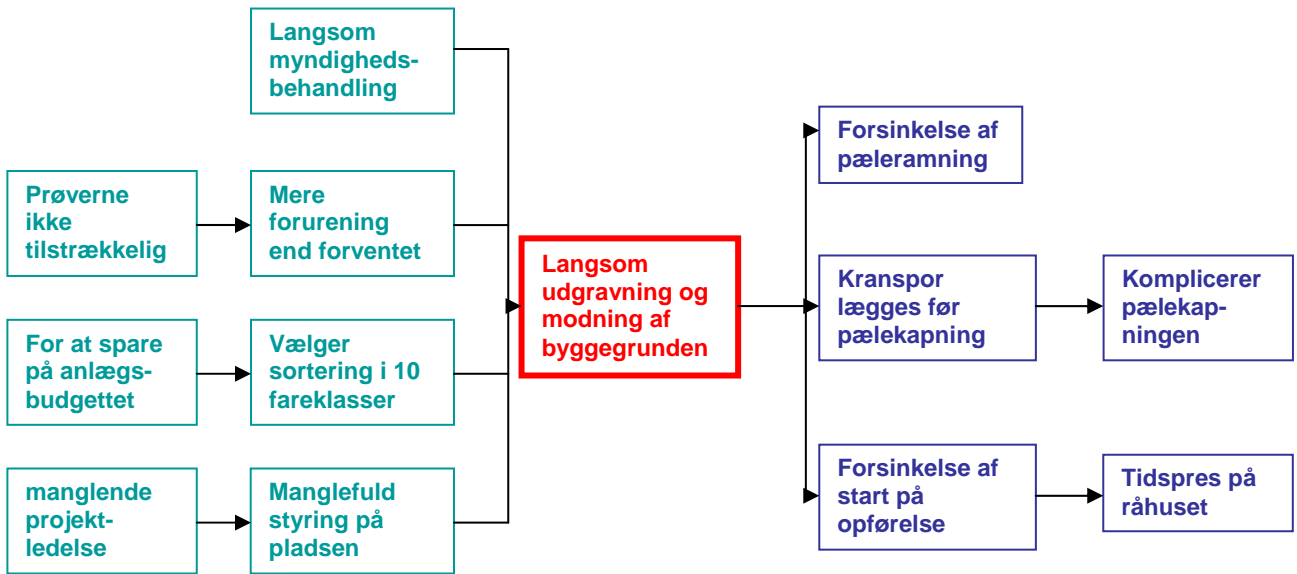 Langsom
myndigheds-
behandling
Prøverne
ikke
tilstrækkelig
Mere
forurening
end forventet
For at spare
på anlægs-
budgettet
Vælger
sortering i 10
fareklasser
manglende
projekt-
ledelse
Manglefuld
styring på
pladsen
Langsom
udgravning og
modning af
byggegrunden
Forsinkelse af
pæleramning
Kranspor
lægges før
pælekapning
Komplicerer
pælekap-
ningen
Forsinkelse af
start på
opførelse
Tidspres på
råhuset